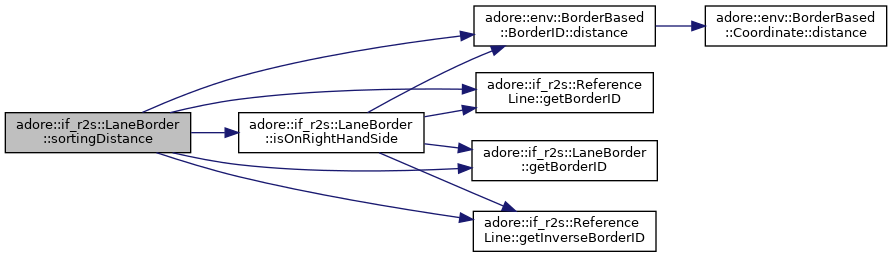 adore::if_r2s::LaneBorder
::sortingDistance
adore::if_r2s::LaneBorder
::isOnRightHandSide
adore::env::BorderBased
::BorderID::distance
adore::env::BorderBased
::Coordinate::distance
adore::if_r2s::Reference
Line::getBorderID
adore::if_r2s::LaneBorder
::getBorderID
adore::if_r2s::Reference
Line::getInverseBorderID